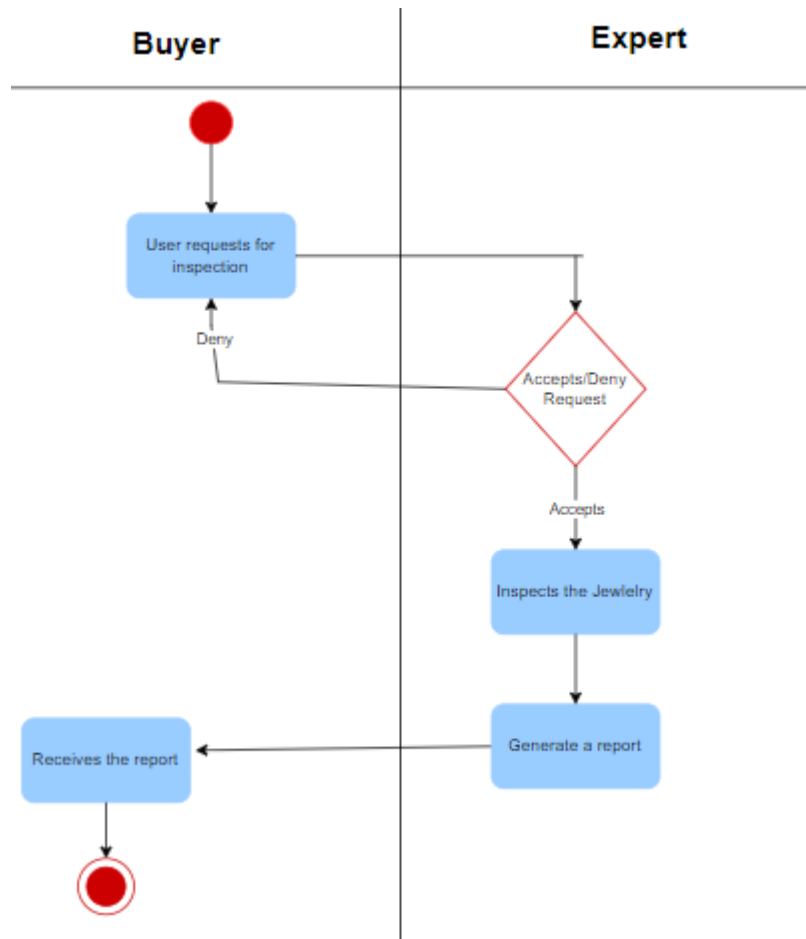 Buyer
Expert
User requests for
inspection
Deny
Accepts/Deny
Request
Accepts
Inspects the Jewlelry
Generate a report
Receives the report